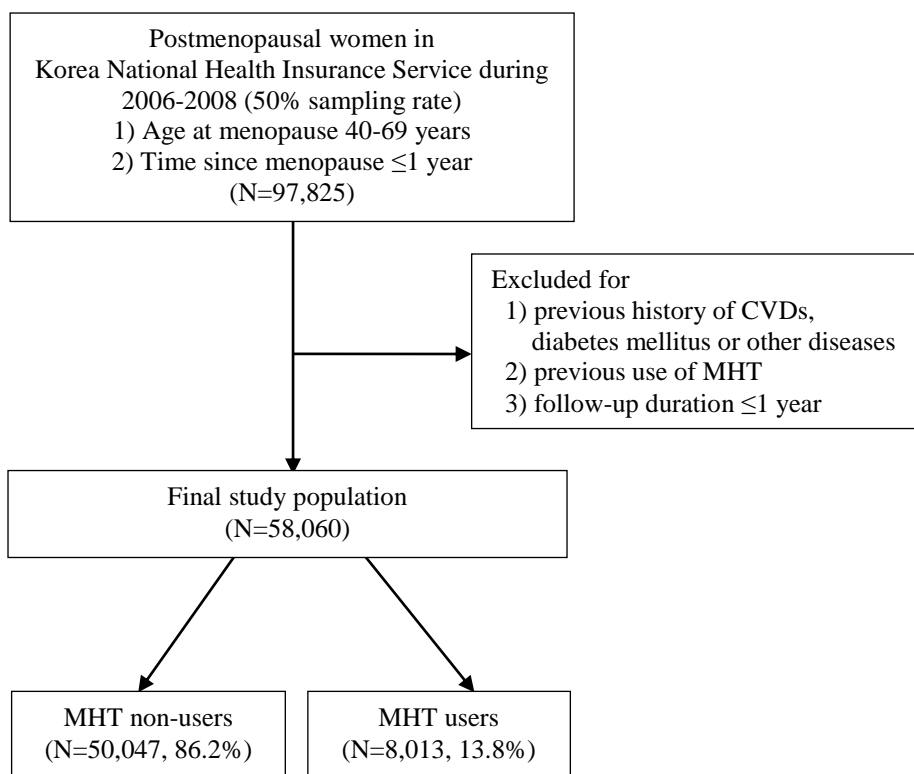 Postmenopausal women in
Korea National Health Insurance Service during
2006-2008 (50% sampling rate)
1) Age at menopause 40-69 years
2) Time since menopause ≤1 year
(N=97,825)
Excluded for
1) previous history of CVDs,
diabetes mellitus or other diseases
2) previous use of MHT
3) follow-up duration ≤1 year
Final study population
(N=58,060)
MHT non-users
(N=50,047, 86.2%)
MHT users
(N=8,013, 13.8%)